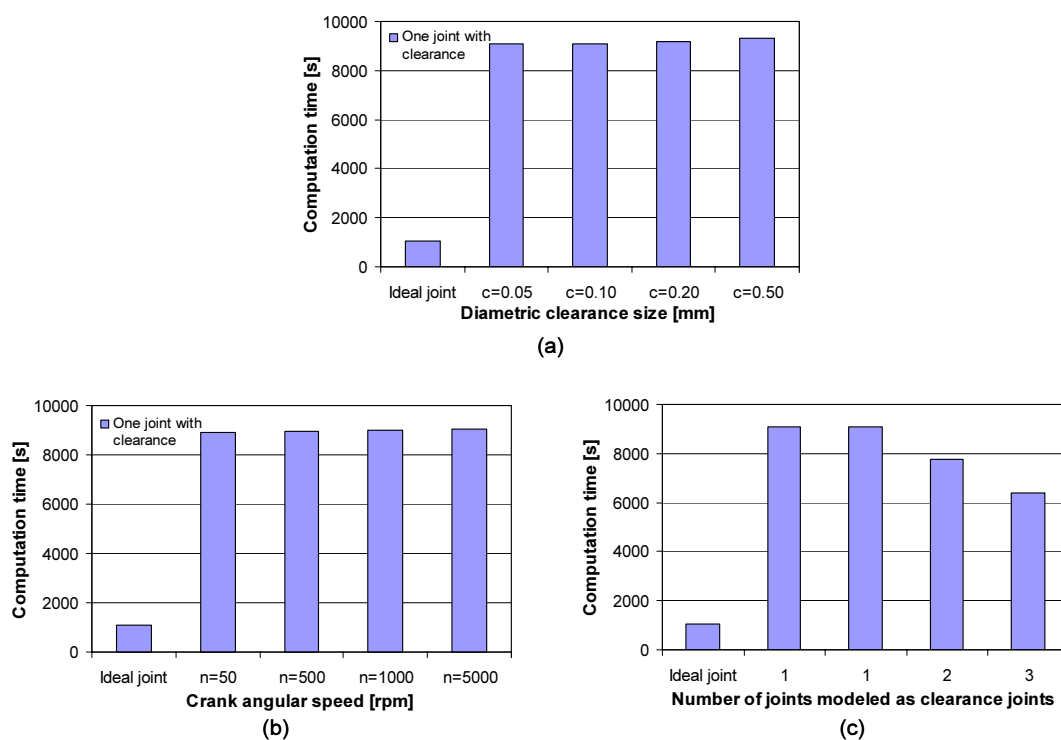 10000
8000
6000
4000
2000
0
Computation time [s]
One joint with
clearance
Ideal joint c=0.05 c=0.10 c=0.20 c=0.50
Diametric clearance size [mm]
(a)
10000
8000
6000
4000
2000
0
Computation time [s]
One joint with
clearance
Ideal joint n=50 n=500 n=1000 n=5000
Crank angular speed [rpm]
(b)
10000
8000
6000
4000
2000
0
Computation time [s]
Ideal joint 1 1 2 3
Number of joints modeled as clearance joints
(c)